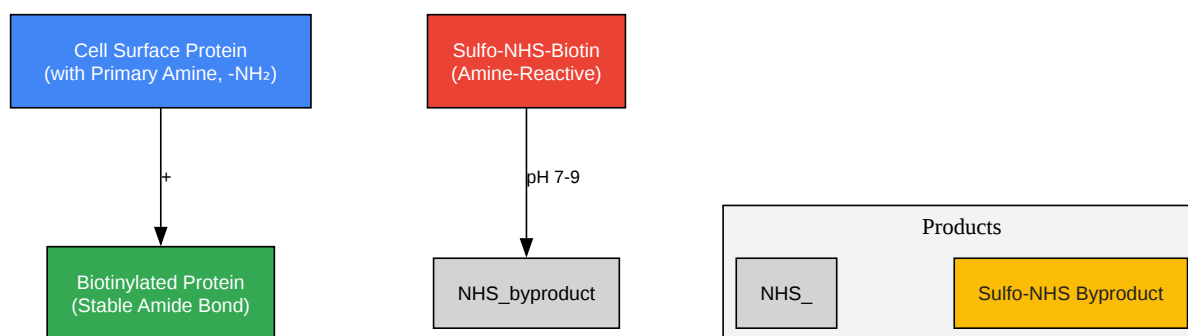 Cell Surface Protein
(with Primary Amine, -NH₂)
Sulfo-NHS-Biotin
(Amine-Reactive)
+
pH 7-9
Products
Biotinylated Protein
(Stable Amide Bond)
NHS_byproduct
NHS_
Sulfo-NHS Byproduct